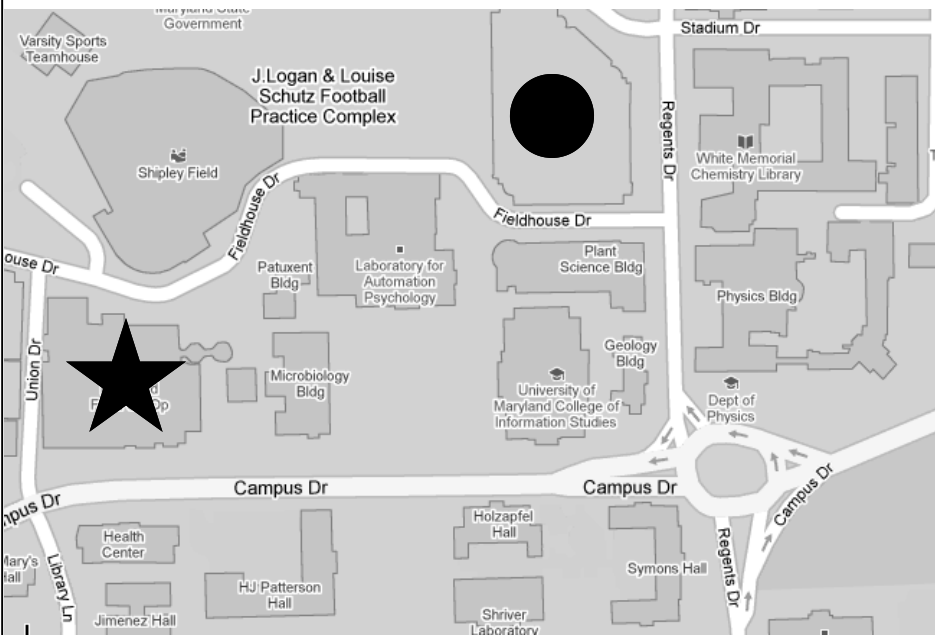 Maryland State
Government
Varsity Sports
Teamhouse
Stadium Dr
J.Logan & Louise
Schutz Football
Practice Complex
Regents Dr
Shipley Field
White Memorial
Chemistry Library
Fieldhouse Dr
Fieldhouse Dr
ouse Dr
Patuxent
Bldg
Laboratory for
Automation
Psychology
Plant
Science Bldg
Physics Bldg
Union Dr
Microbiology
Bldg
Geology
Bldg
University of
Maryland College of
Information Studies
Dept of
Physics
Campus Dr
Campus Dr
Campus Dr
mpus Dr
Health
Center
Holzapfel
Hall
Regents Dr
Mary's
Hall
Library Ln
HJ Patterson
Hall
Symons Hall
Jimenez Hall
Shriver
Laboratory